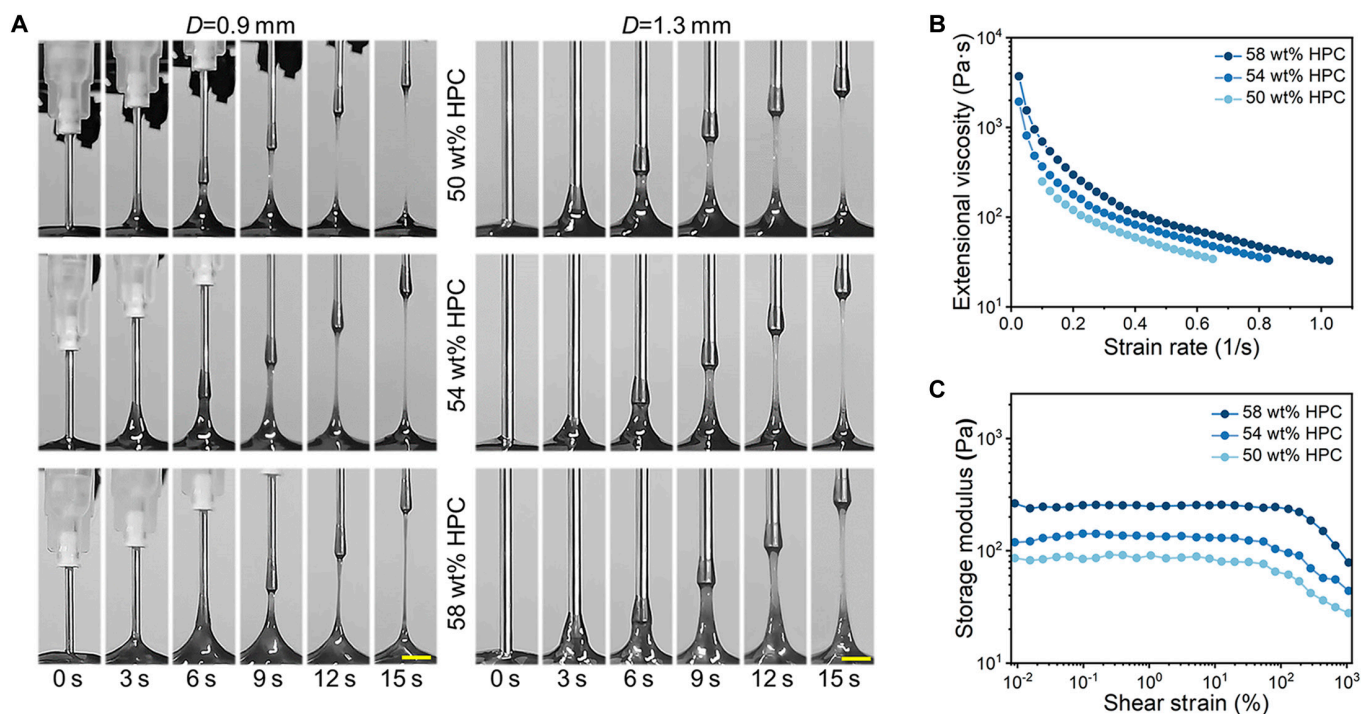 A
D=0.9 mm
D=1.3 mm
50 wt% HPC
54 wt% HPC
58 wt% HPC
0 s
3 s
6 s
9 s
12 s
15 s
0 s
3 s
6 s
9 s
12 s
15 s
B
Extensional viscosity (Pa·s)
10⁴
10³
10²
10¹
58 wt% HPC
54 wt% HPC
50 wt% HPC
0.0
0.2
0.4
0.6
0.8
1.0
Strain rate (1/s)
C
Storage modulus (Pa)
10³
10²
10¹
58 wt% HPC
54 wt% HPC
50 wt% HPC
10⁻²
10⁻¹
10⁰
10¹
10²
10³
Shear strain (%)